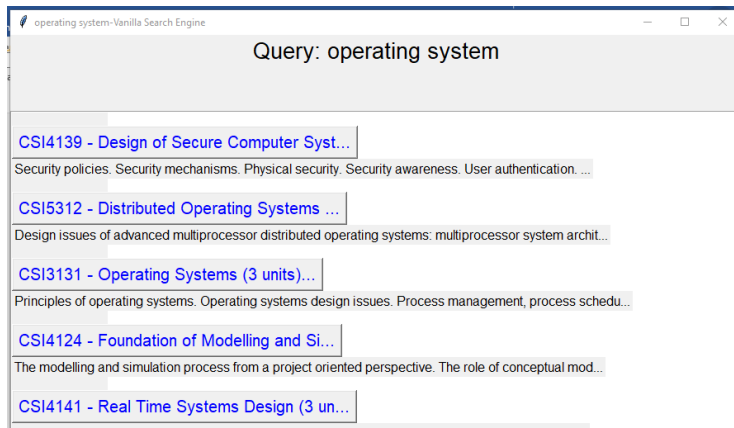 operating system-Vanilla Search Engine
Query: operating system
CSI4139 - Design of Secure Computer Syst...
Security policies. Security mechanisms. Physical security. Security awareness. User authentication. ...
CSI5312 - Distributed Operating Systems ...
Design issues of advanced multiprocessor distributed operating systems: multiprocessor system archit...
CSI3131 - Operating Systems (3 units)...
Principles of operating systems. Operating systems design issues. Process management, process schedu...
CSI4124 - Foundation of Modelling and Si...
The modelling and simulation process from a project oriented perspective. The role of conceptual mod...
CSI4141 - Real Time Systems Design (3 un...